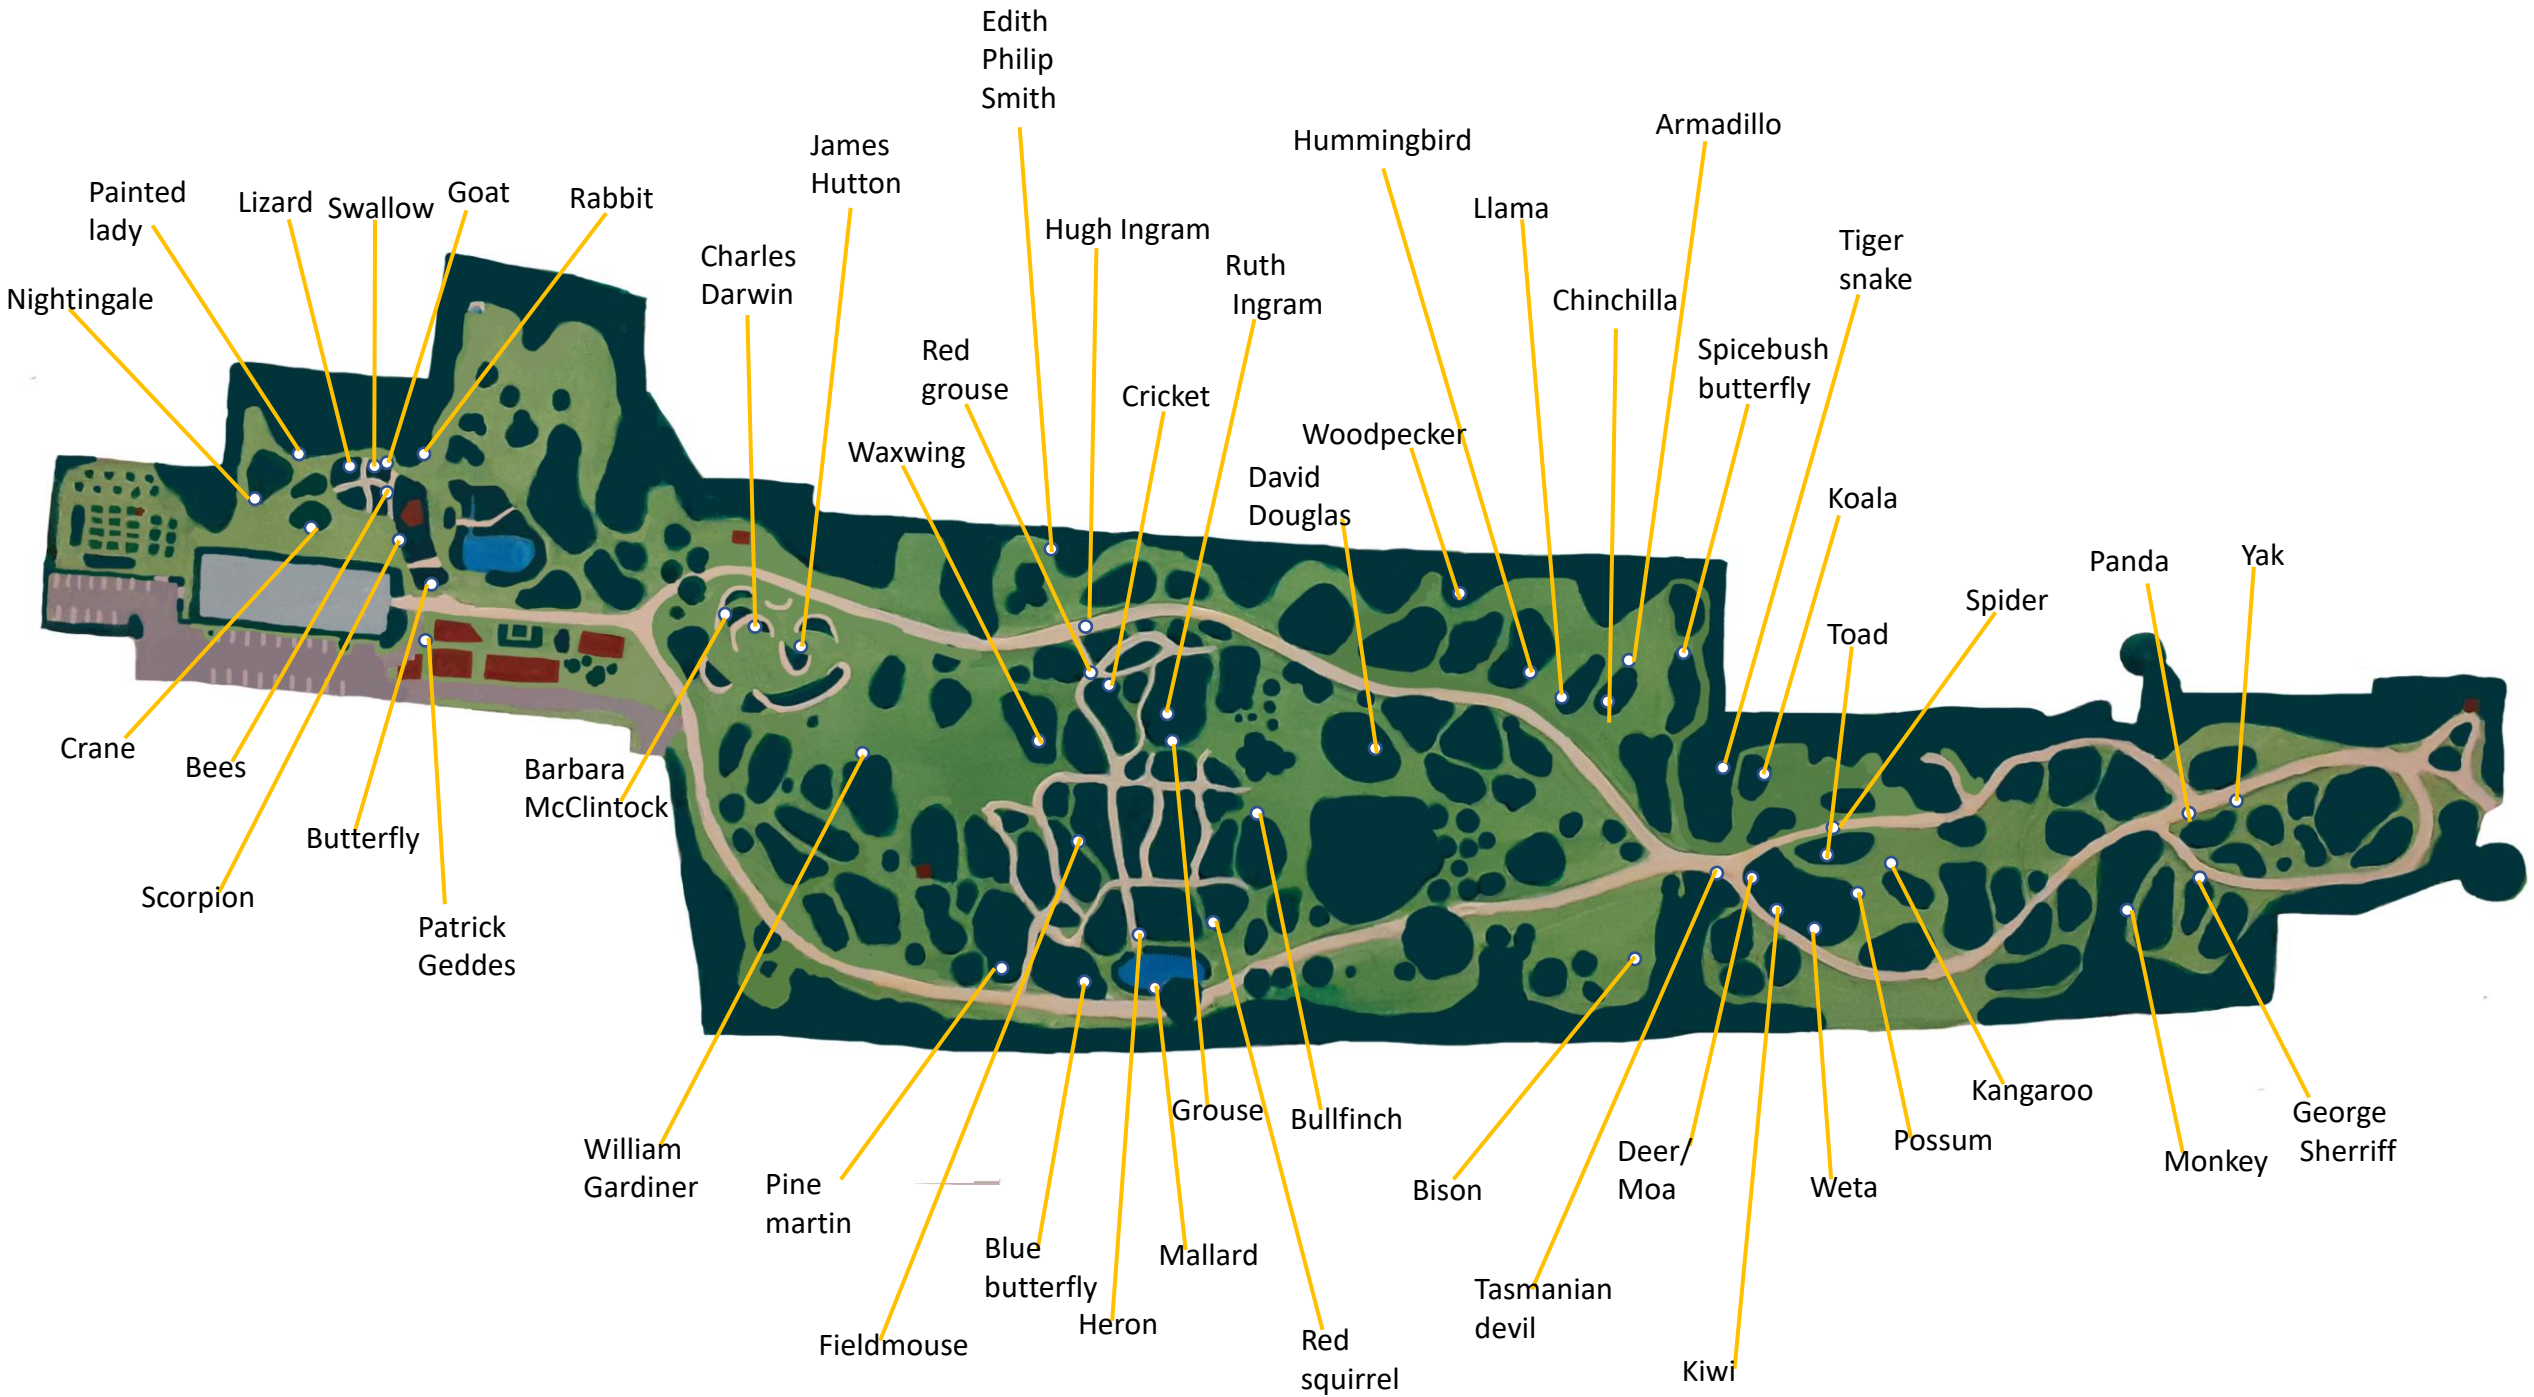 Edith
Philip
Smith
Armadillo
James
Hutton
Hummingbird
Painted
lady
Lizard
Swallow
Goat
Rabbit
Hugh Ingram
Llama
Tiger
snake
Charles
Darwin
Ruth
Ingram
Nightingale
Chinchilla
Red
grouse
Spicebush
butterfly
Cricket
Waxwing
Woodpecker
David
Douglas
Koala
Panda
Yak
Spider
Toad
Crane
Bees
Barbara
McClintock
Butterfly
Scorpion
Patrick
Geddes
William
Gardiner
Pine
martin
Grouse
Bullfinch
Kangaroo
George
Sherriff
Deer/
Moa
Possum
Monkey
Bison
Weta
Blue
butterfly
Mallard
Tasmanian
devil
Heron
Fieldmouse
Red
squirrel
Kiwi